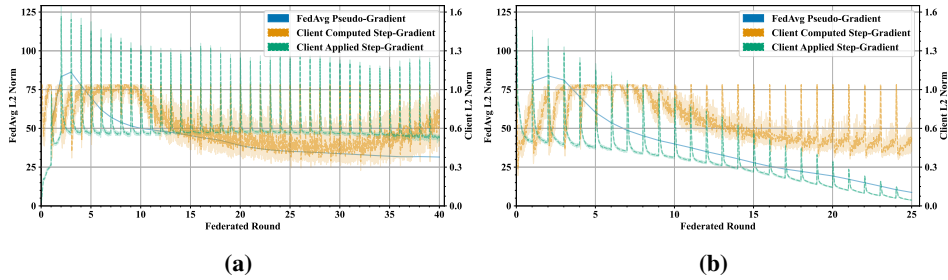 FedAvg Pseudo-Gradient
Client Computed Step-Gradient
Client Applied Step-Gradient
125
100
75
50
25
0
FedAvg L2 Norm
1.6
1.3
1.0
0.6
0.3
0.0
Client L2 Norm
0 5 10 15 20 25 30 35 40
Federated Round
(a)
FedAvg Pseudo-Gradient
Client Computed Step-Gradient
Client Applied Step-Gradient
125
100
75
50
25
0
FedAvg L2 Norm
1.6
1.3
1.0
0.6
0.3
0.0
Client L2 Norm
0 5 10 15 20 25
Federated Round
(b)